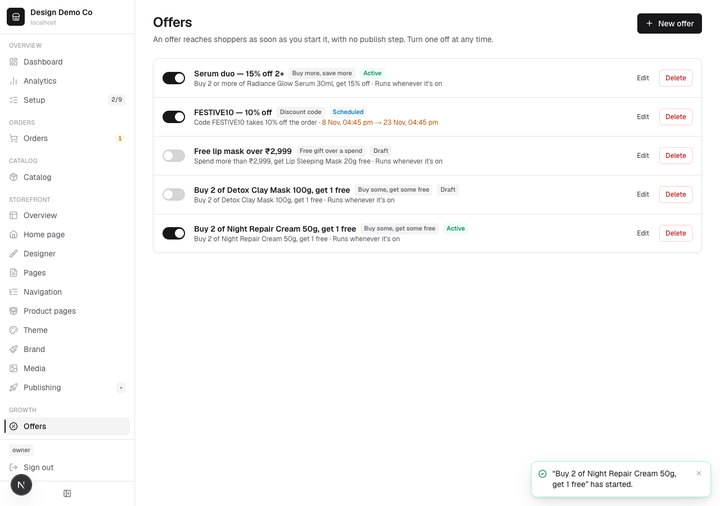 Design Demo Co
localhost
OVERVIEW
Dashboard
Analytics
Setup 2/9
ORDERS
Orders 1
CATALOG
Catalog
STOREFRONT
Overview
Home page
Designer
Pages
Navigation
Product pages
Theme
Brand
Media
Publishing
GROWTH
Offers
owner
Sign out
N
Offers
An offer reaches shoppers as soon as you start it, with no publish step. Turn one off at any time.
+ New offer
Serum duo — 15% off 2+ Buy more, save more Active
Buy 2 or more of Radiance Glow Serum 30ml, get 15% off · Runs whenever it's on
Edit Delete
FESTIVE10 — 10% off Discount code Scheduled
Code FESTIVE10 takes 10% off the order · 8 Nov, 04:45 pm → 23 Nov, 04:45 pm
Edit Delete
Free lip mask over ₹2,999 Free gift over a spend Draft
Spend more than ₹2,999, get Lip Sleeping Mask 20g free · Runs whenever it's on
Edit Delete
Buy 2 of Detox Clay Mask 100g, get 1 free Buy some, get some free Draft
Buy 2 of Detox Clay Mask 100g, get 1 free · Runs whenever it's on
Edit Delete
Buy 2 of Night Repair Cream 50g, get 1 free Buy some, get some free Active
Buy 2 of Night Repair Cream 50g, get 1 free · Runs whenever it's on
Edit Delete
"Buy 2 of Night Repair Cream 50g,
get 1 free" has started.